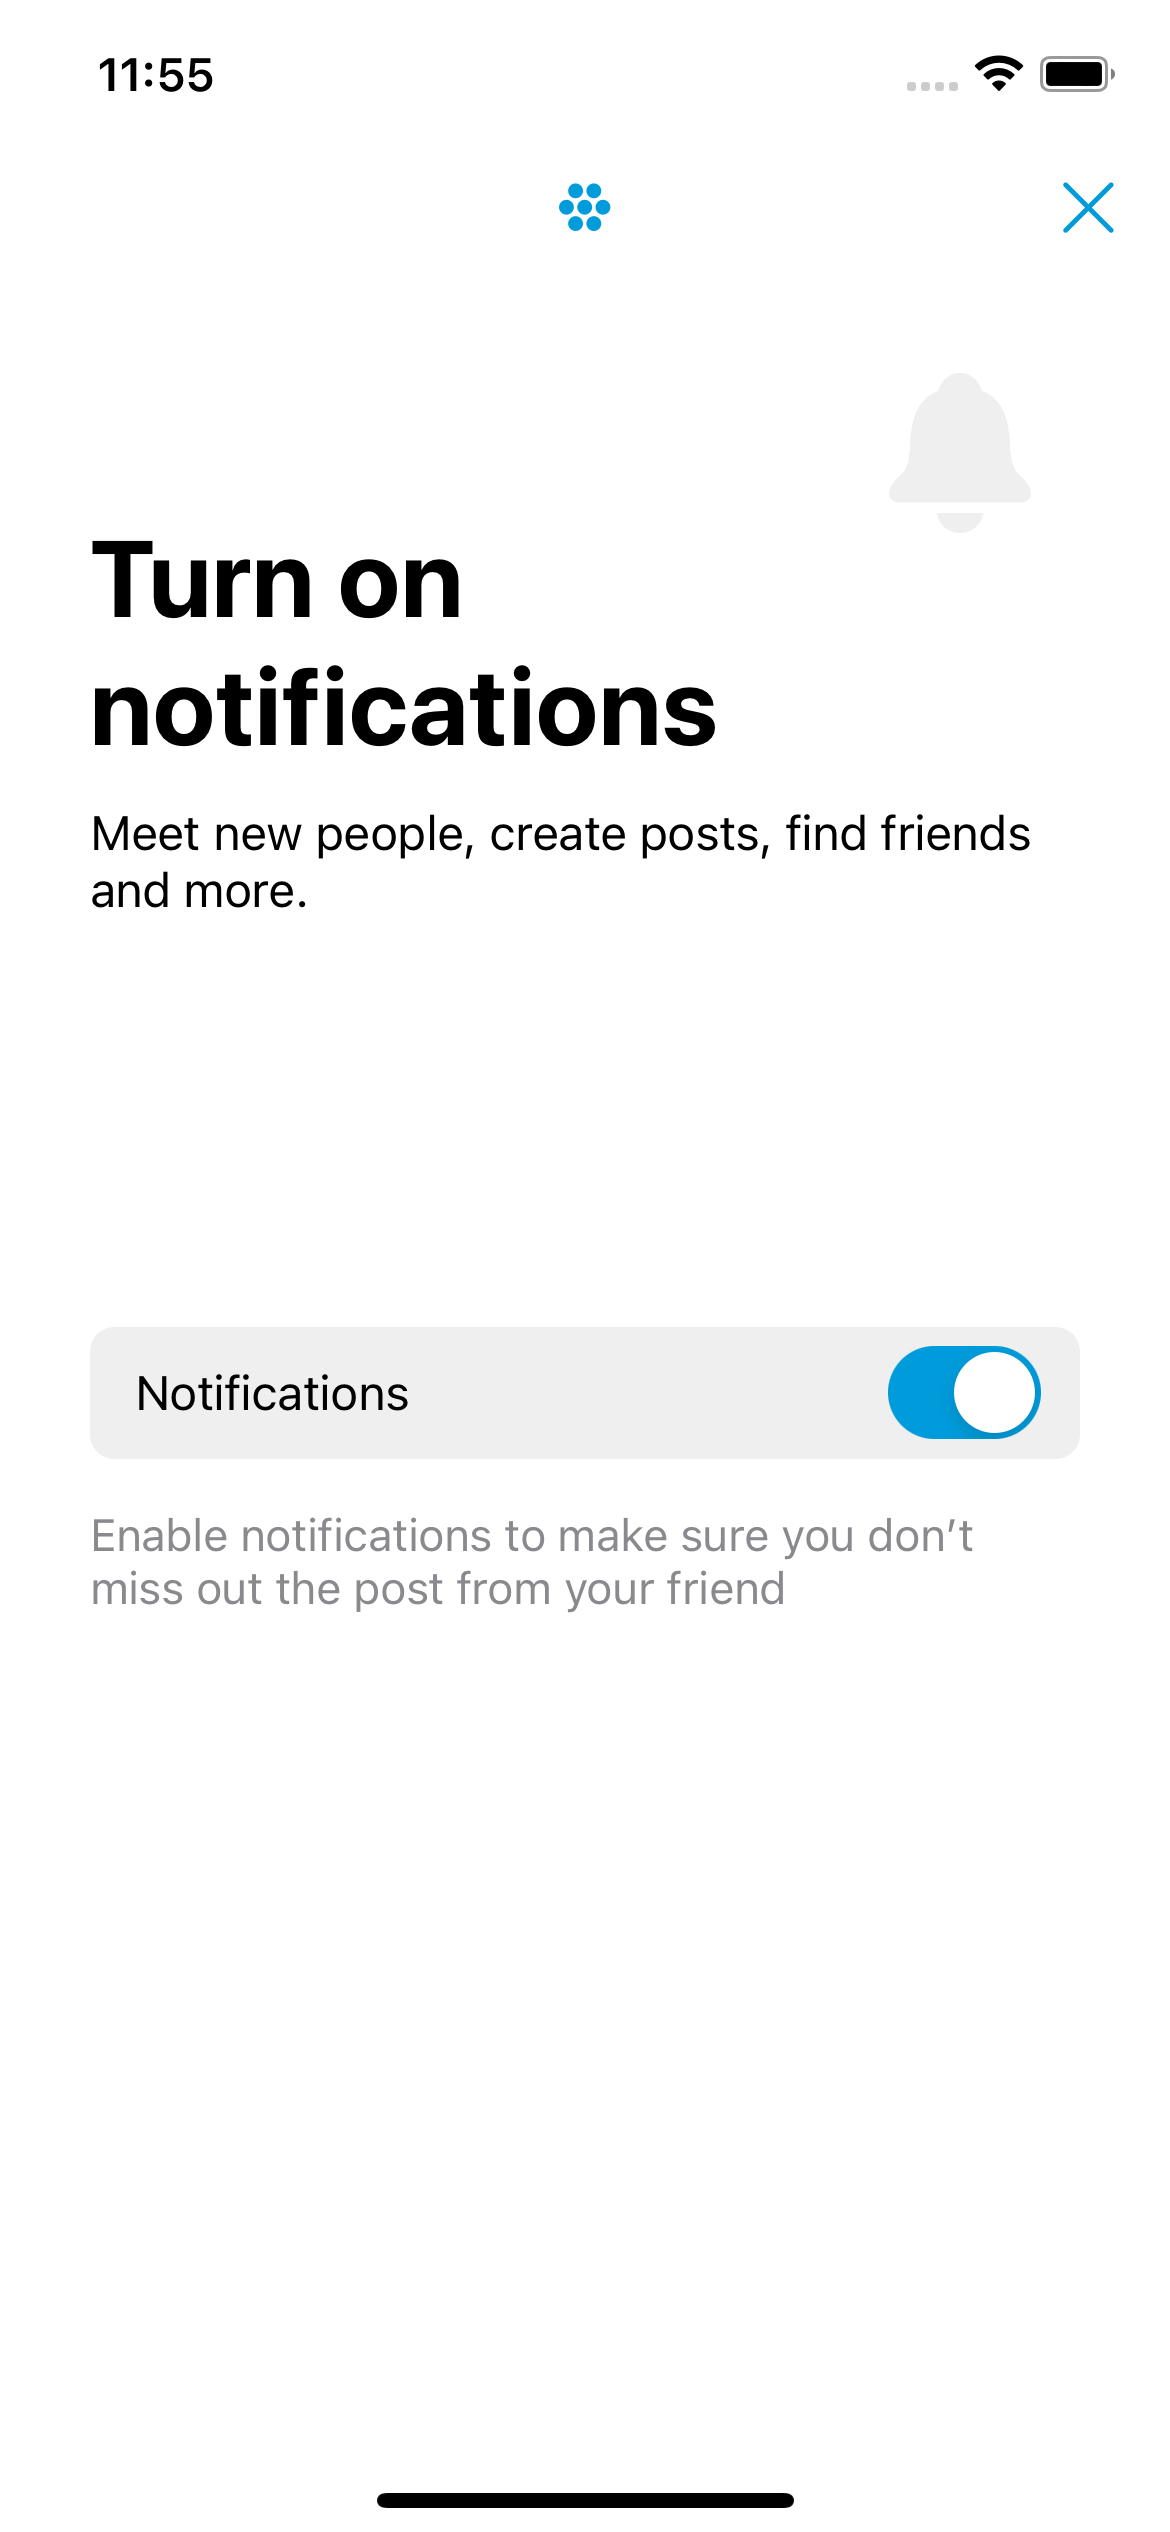 11:55
Turn on
notifications
Meet new people, create posts, find friends
and more.
Notifications
Enable notifications to make sure you don’t
miss out the post from your friend